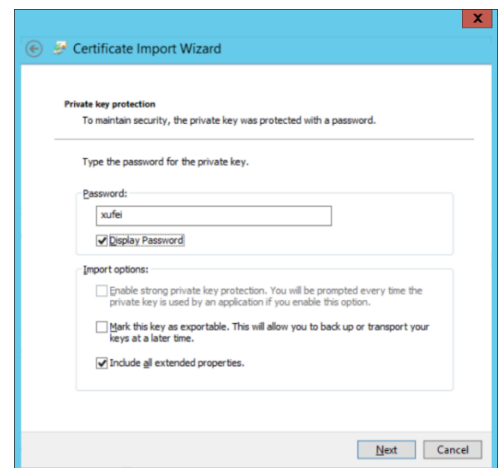 X
Certificate Import Wizard
Private key protection
To maintain security, the private key was protected with a password.
Type the password for the private key.
Password:
xufei
Display Password
Import options:
Enable strong private key protection. You will be prompted every time the
private key is used by an application if you enable this option.
Mark this key as exportable. This will allow you to back up or transport your
keys at a later time.
Include all extended properties.
Next Cancel